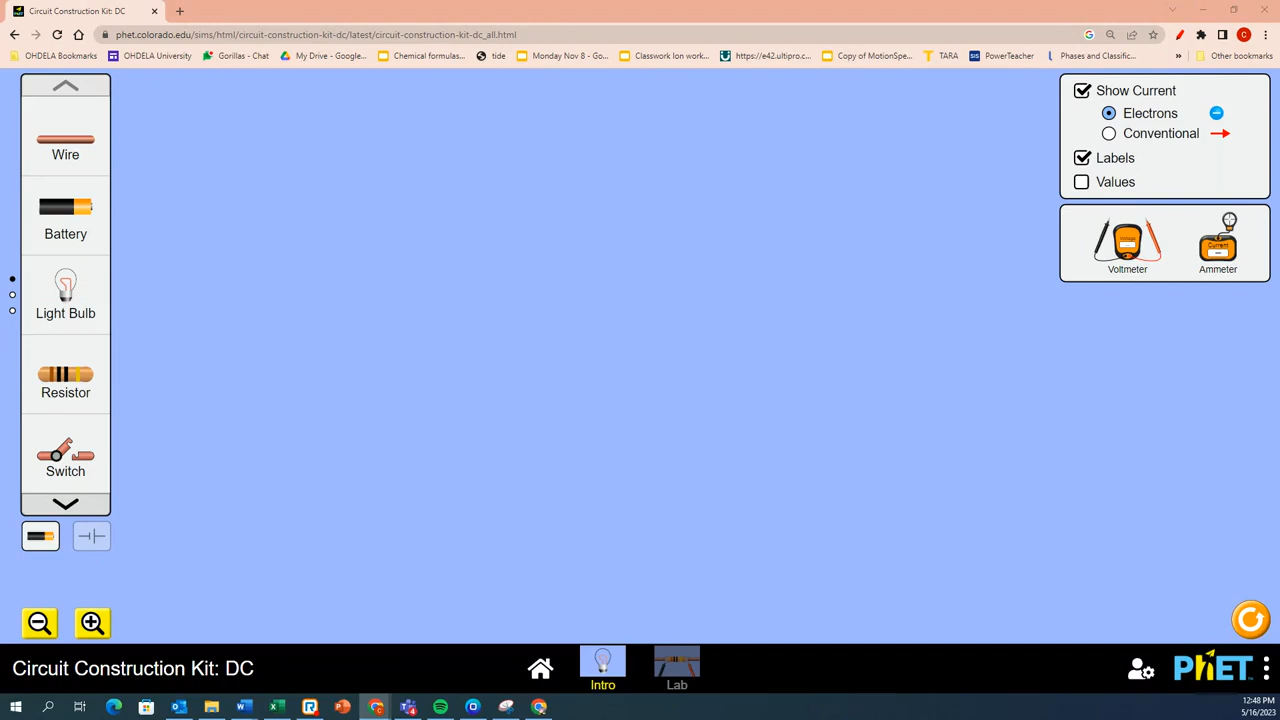 Circuit Construction Kit: DC
phet.colorado.edu/sims/html/circuit-construction-kit-dc/latest/circuit-construction-kit-dc_all.html
OHDELA Bookmarks
OHDELA University
Gorillas - Chat
My Drive - Google...
Chemical formulas...
tide
Monday Nov 8 - Go...
Classwork Ion work...
https://e42.ultipro.c...
Copy of MotionSpe...
TARA
SIS
PowerTeacher
Phases and Classific...
»
Other bookmarks
Wire
Battery
Light Bulb
Resistor
Switch
Show Current
Electrons
Conventional
Labels
Values
Voltage
Voltmeter
Current
Ammeter
Circuit Construction Kit: DC
Intro
Lab
PhET
12:48 PM
5/16/2023